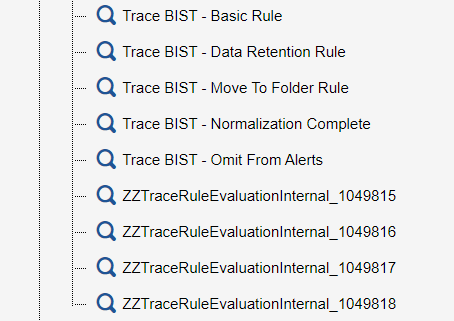 Trace BIST - Basic Rule
Trace BIST - Data Retention Rule
Trace BIST - Move To Folder Rule
Trace BIST - Normalization Complete
Trace BIST - Omit From Alerts
ZZTraceRuleEvaluationInternal_1049815
ZZTraceRuleEvaluationInternal_1049816
ZZTraceRuleEvaluationInternal_1049817
ZZTraceRuleEvaluationInternal_1049818